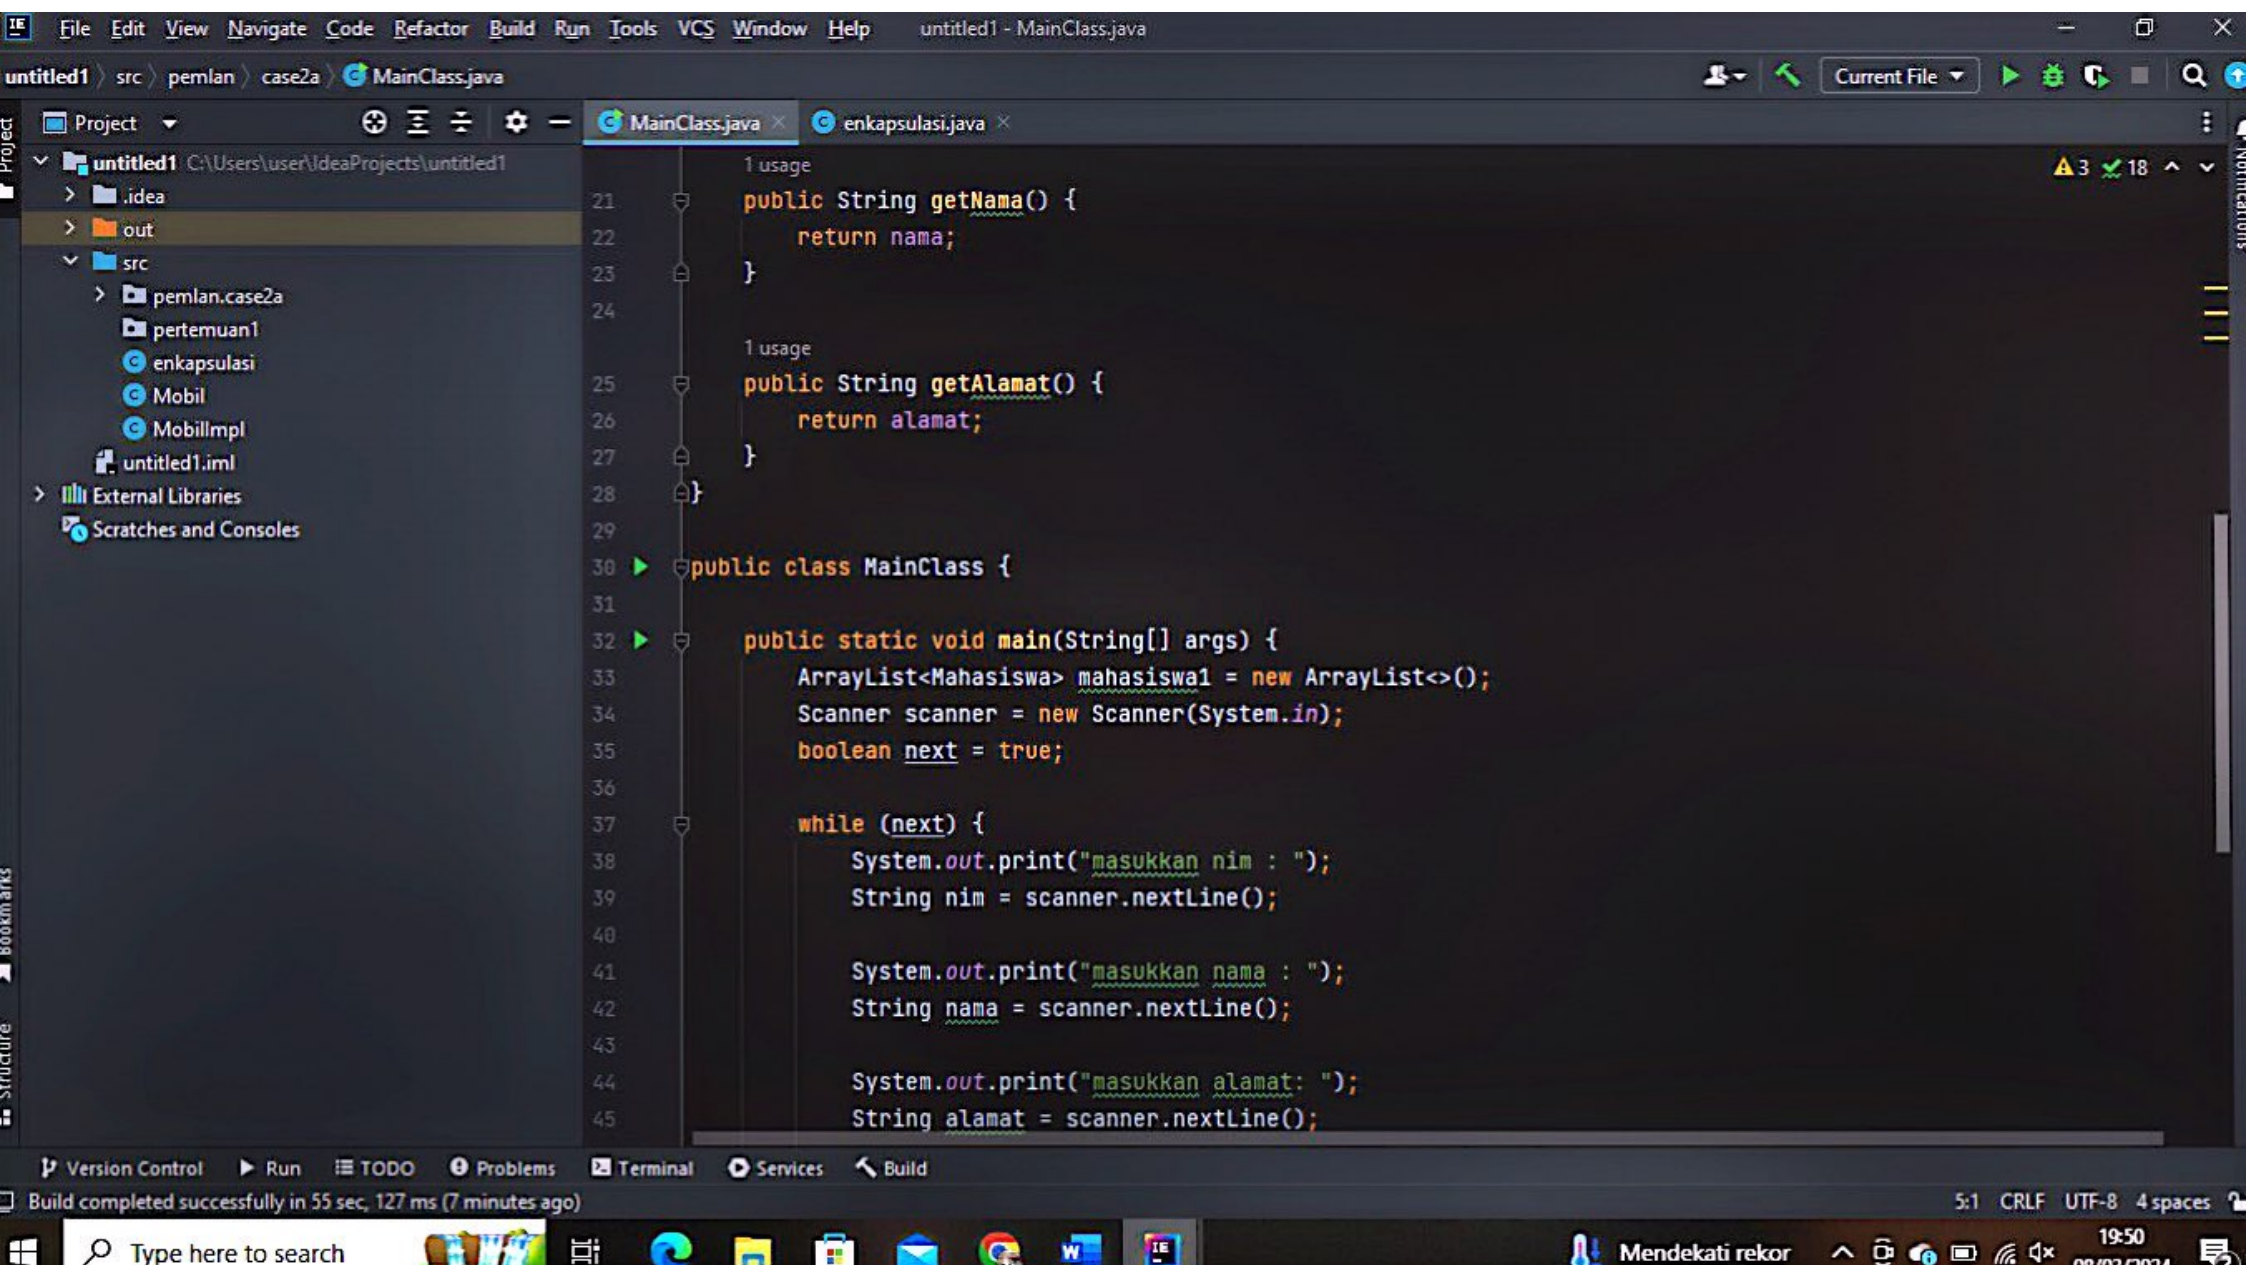 File Edit View Navigate Code Refactor Build Run Tools VCS Window Help untitled1 - MainClass.java
untitled1 src pemlan case2a MainClass.java
Current File
Project
MainClass.java
enkapsulasi.java
Project
untitled1 C:\Users\user\IdeaProjects\untitled1
.idea
out
src
pemlan.case2a
pertemuan1
enkapsulasi
Mobil
MobilImpl
untitled1.iml
External Libraries
Scratches and Consoles
Bookmarks
Structure
3 18
Notifications
1 usage
21 public String getNama() {
22 return nama;
23 }
24
1 usage
25 public String getAlamat() {
26 return alamat;
27 }
28 }
29
30 public class MainClass {
31
32 public static void main(String[] args) {
33 ArrayList<Mahasiswa> mahasiswa1 = new ArrayList<>();
34 Scanner scanner = new Scanner(System.in);
35 boolean next = true;
36
37 while (next) {
38 System.out.print("masukkan nim : ");
39 String nim = scanner.nextLine();
40
41 System.out.print("masukkan nama : ");
42 String nama = scanner.nextLine();
43
44 System.out.print("masukkan alamat: ");
45 String alamat = scanner.nextLine();
Version Control Run TODO Problems Terminal Services Build
Build completed successfully in 55 sec, 127 ms (7 minutes ago)
5:1 CRLF UTF-8 4 spaces
Type here to search
Mendekati rekor
19:50